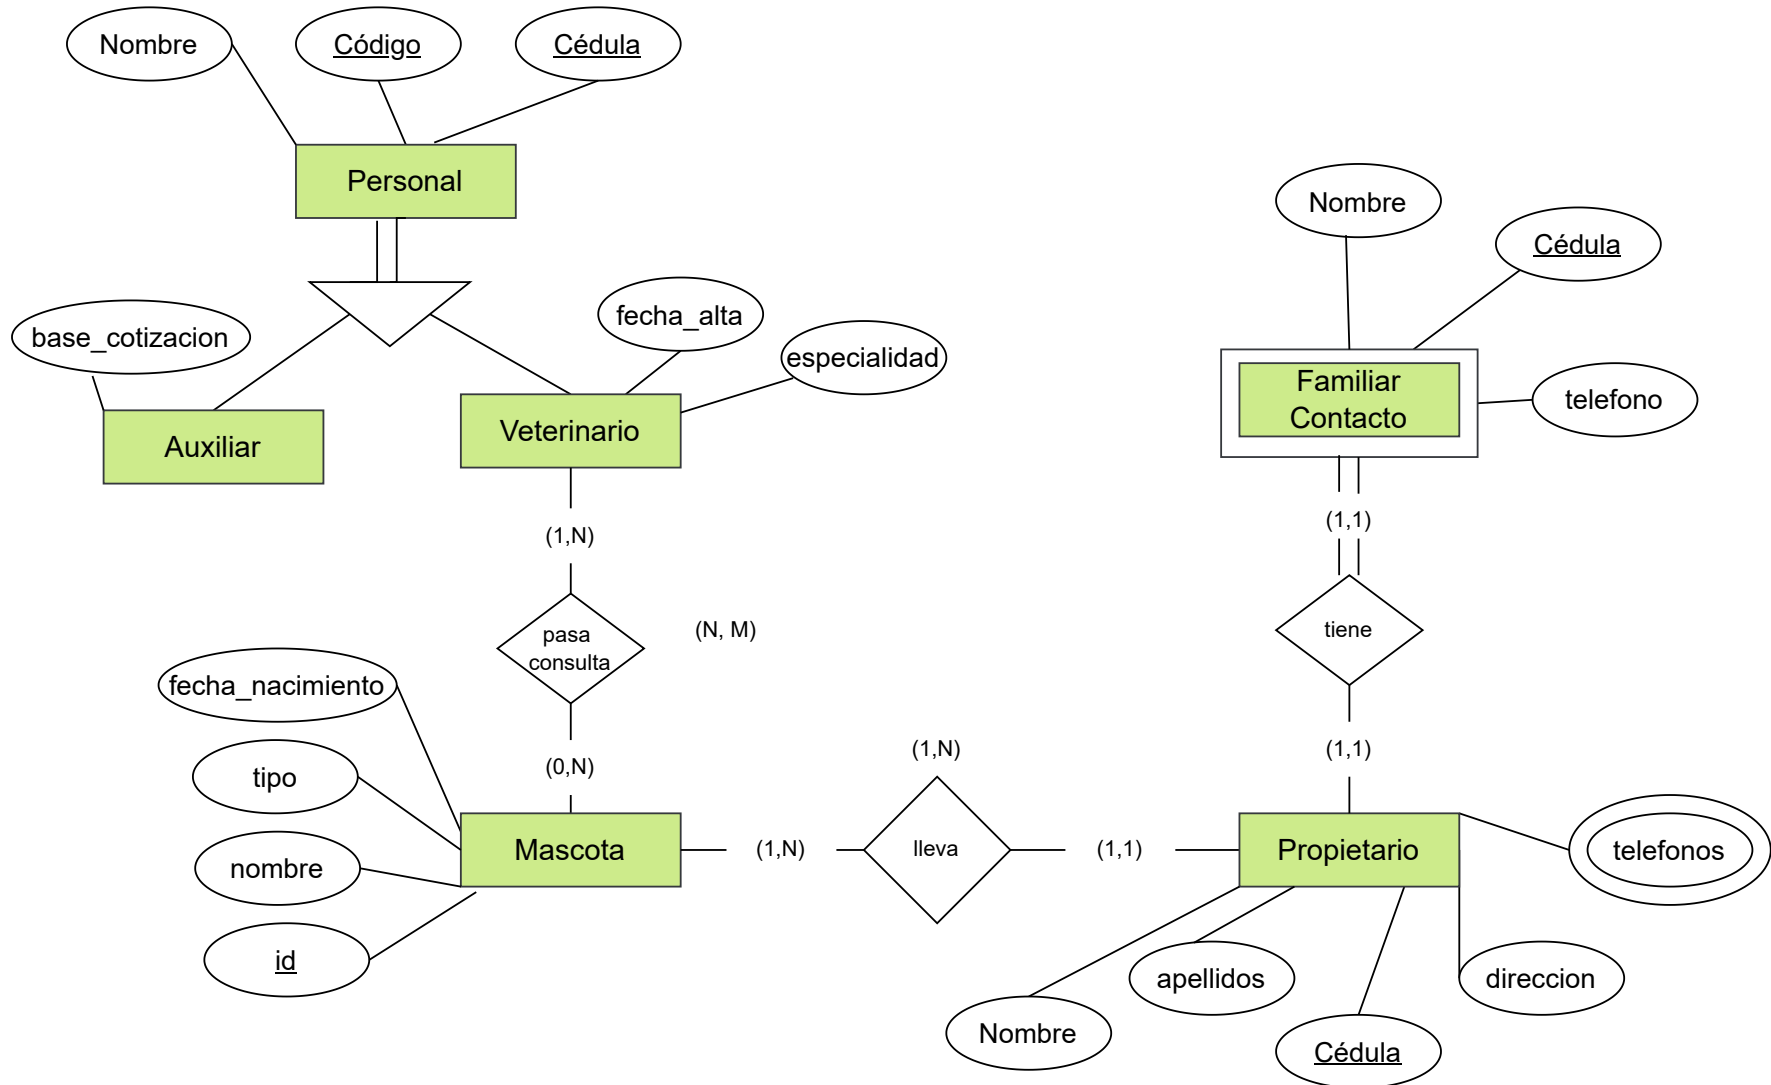 Nombre
Código
Cédula
Personal
Nombre
Cédula
base_cotizacion
fecha_alta
especialidad
Familiar
Contacto
telefono
Auxiliar
Veterinario
(1,N)
(1,1)
pasa
consulta
(N, M)
tiene
fecha_nacimiento
tipo
(0,N)
(1,N)
(1,1)
nombre
Mascota
(1,N)
lleva
(1,1)
Propietario
telefonos
id
apellidos
direccion
Nombre
Cédula